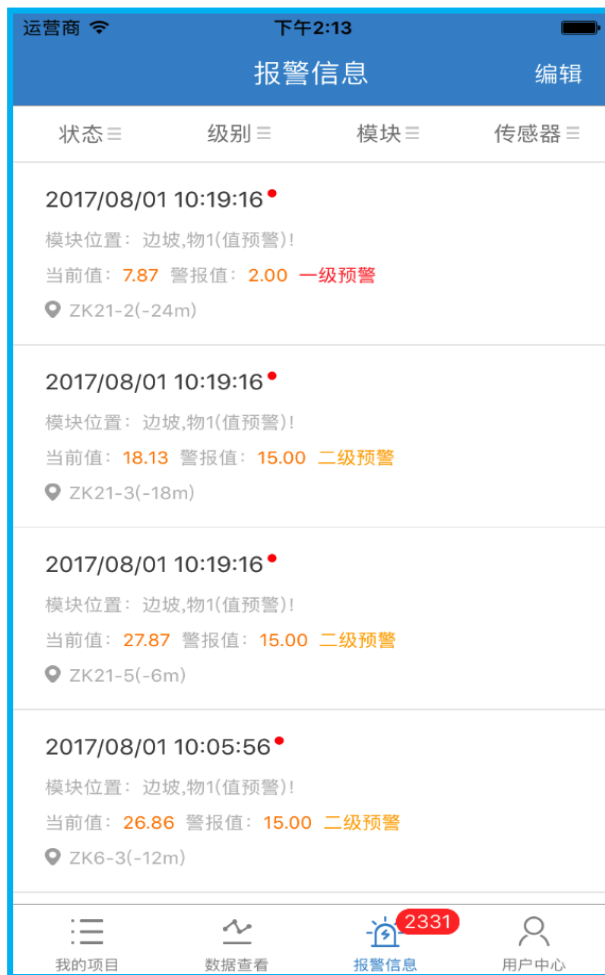 运营商 下午2:13
报警信息 编辑
状态 级别 模块 传感器
2017/08/01 10:19:16
模块位置：边坡,物1(值预警)!
当前值：7.87 警报值：2.00 一级预警
ZK21-2(-24m)
2017/08/01 10:19:16
模块位置：边坡,物1(值预警)!
当前值：18.13 警报值：15.00 二级预警
ZK21-3(-18m)
2017/08/01 10:19:16
模块位置：边坡,物1(值预警)!
当前值：27.87 警报值：15.00 二级预警
ZK21-5(-6m)
2017/08/01 10:05:56
模块位置：边坡,物1(值预警)!
当前值：26.86 警报值：15.00 二级预警
ZK6-3(-12m)
2331
我的项目 数据查看 报警信息 用户中心